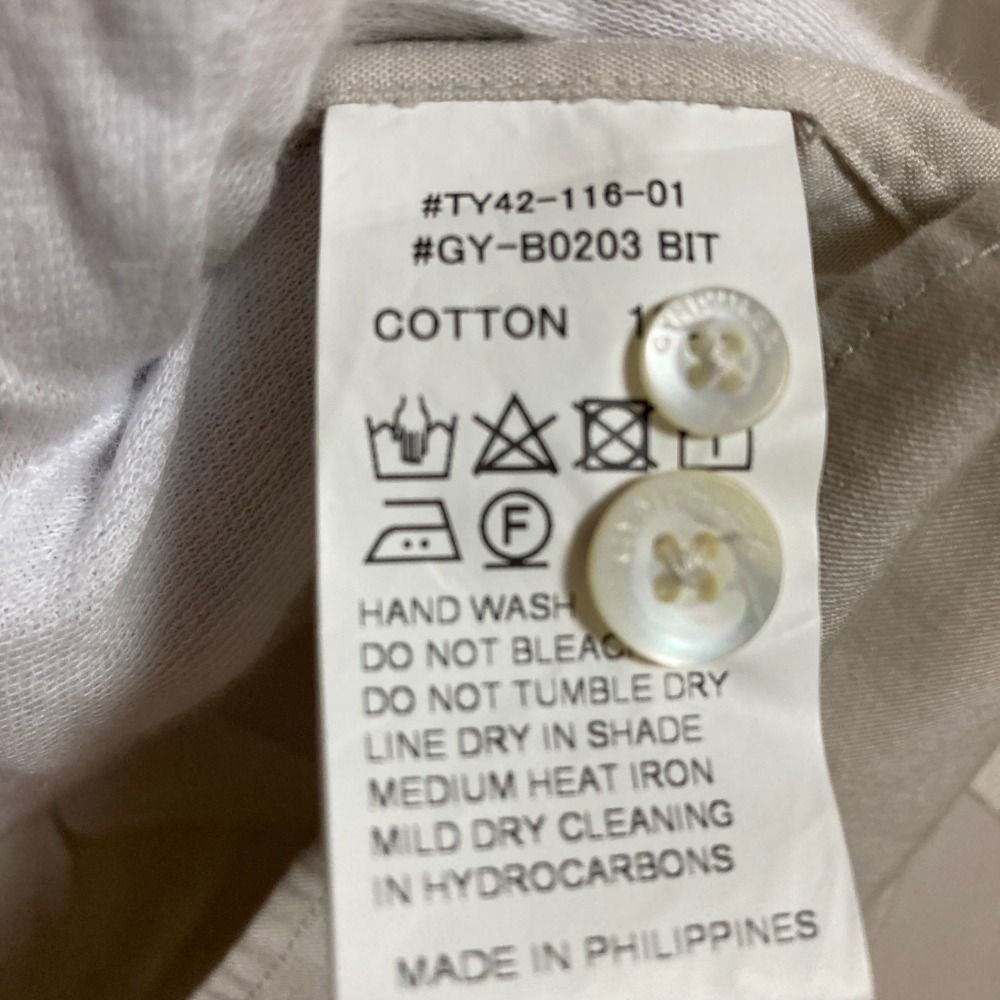 #TY42-116-01
#GY-B0203 BIT
COTTON
F
HAND WASH
DO NOT
DO NOT TUMBLE DRY
LINE DRY IN SHADE
MEDIUM HEAT IRON
MILD DRY CLEANING
IN HYDROCARBONS
MADE IN PHILIPPINES